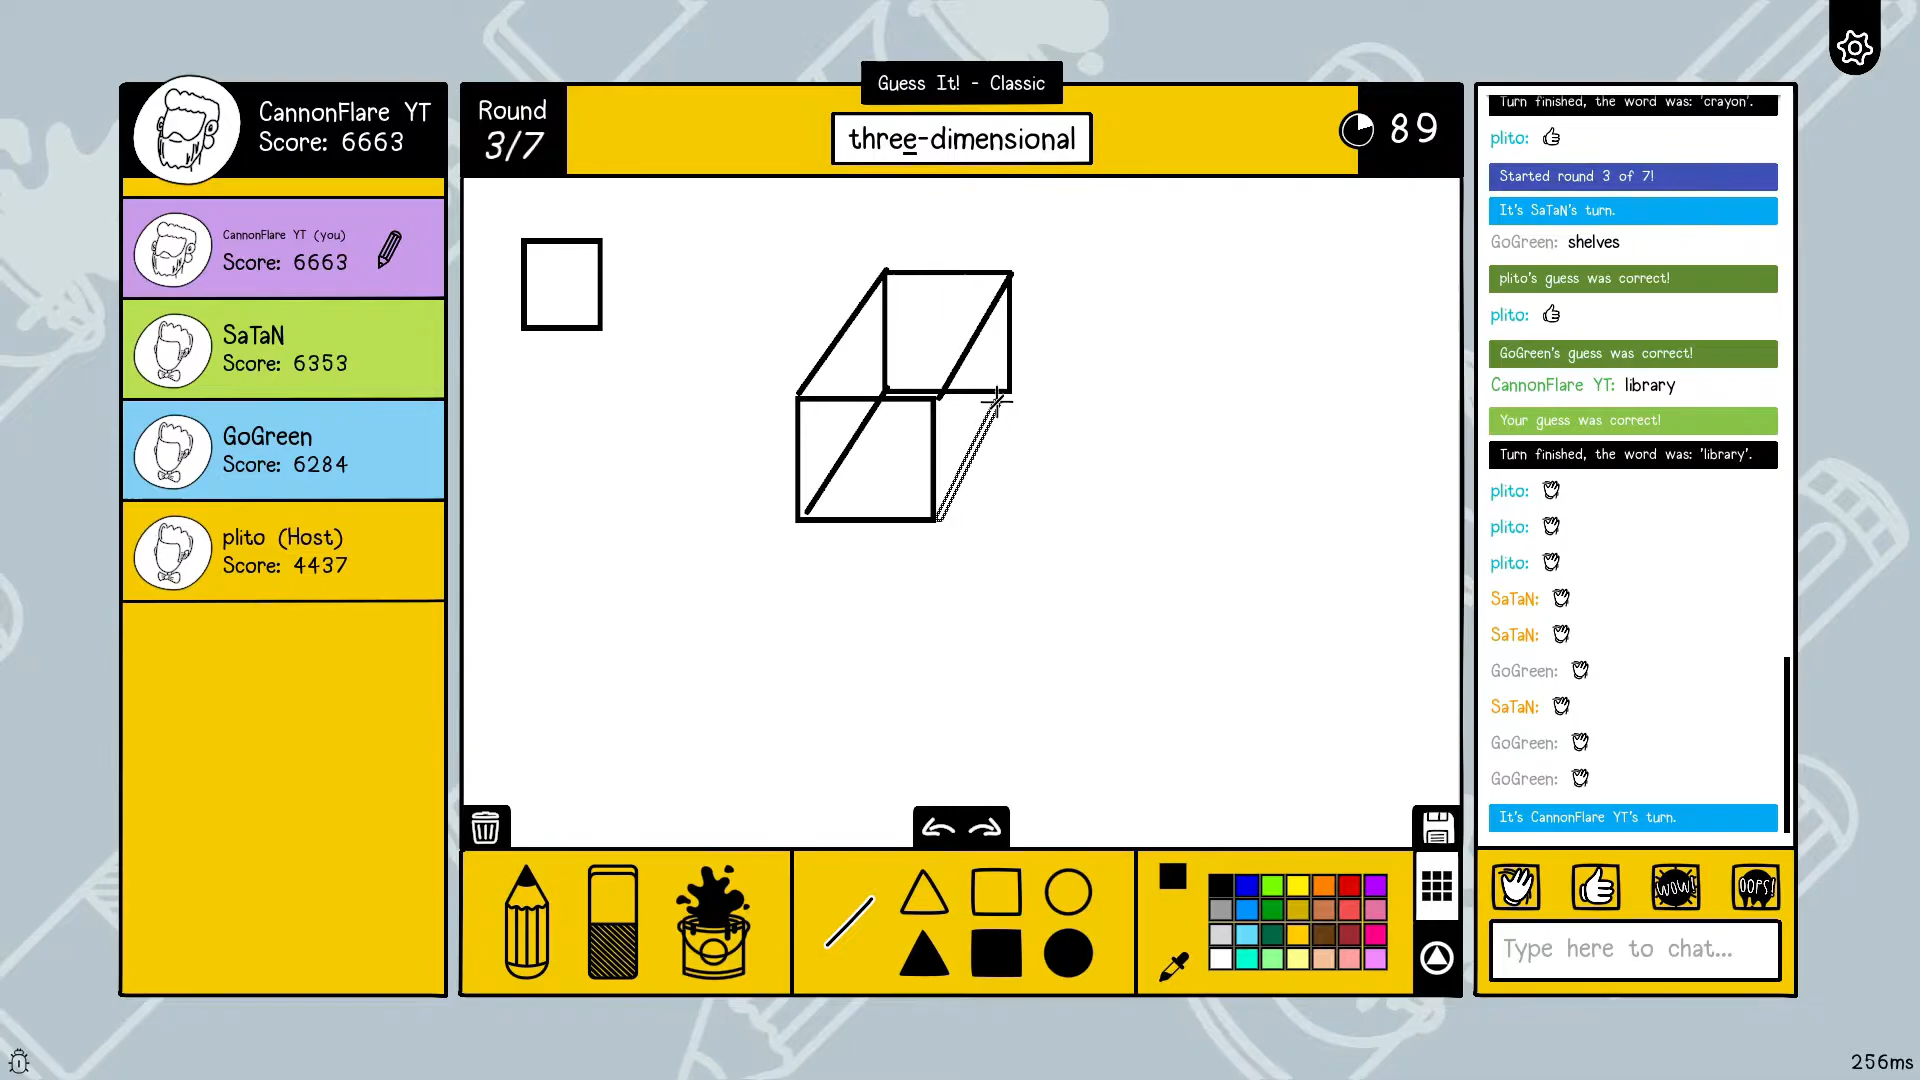 CannonFlare YT
Score: 6663
CannonFlare YT (you)
Score: 6663
SaTaN
Score: 6353
GoGreen
Score: 6284
plito (Host)
Score: 4437
Round
3/7
Guess It! - Classic
three-dimensional
89
Turn finished, the word was: 'crayon'.
plito:
Started round 3 of 7!
It's SaTaN's turn.
GoGreen: shelves
plito's guess was correct!
plito:
GoGreen's guess was correct!
CannonFlare YT: library
Your guess was correct!
Turn finished, the word was: 'library'.
plito:
plito:
plito:
SaTaN:
SaTaN:
GoGreen:
SaTaN:
GoGreen:
GoGreen:
It's CannonFlare YT's turn.
WOW!
OOPS!
Type here to chat...
256ms